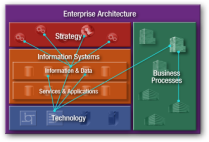 Enterprise Architecture
Strategy
Information Systems
Information & Data
Services & Applications
Technology
Business
Processes